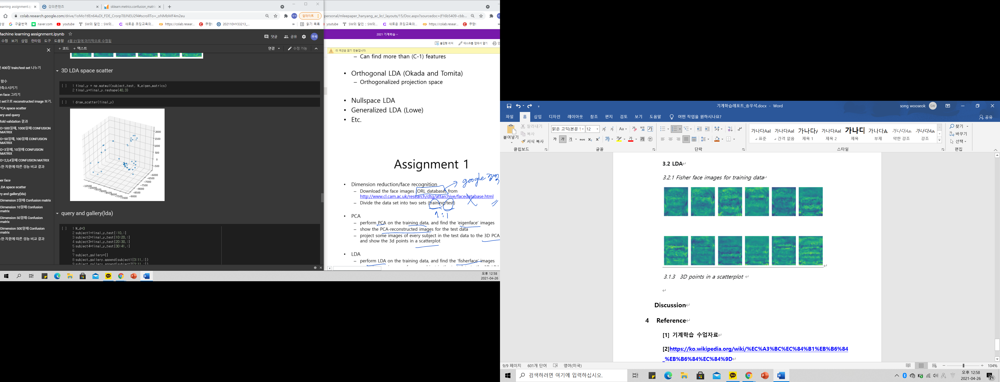 earning assignment.ip
강의콘텐츠
sklearn.metrics.confusion_matri
colab.research.google.com/drive/1oMo1tlEn64uDI_FDE_CrorpT8JNEU2f4#scrollTo=_oNMbMF4m2eu
우석
업데이트
구글번역
naver.com
youtube
SW의 달인 :: SW의...
새로운 코딩교육의...
https://colab.resear...
쿠팡!
202110HY33213_...
읽기 목록
Machine learning assignment.ipynb
수정 보기 삽입 런타임 도구 도움말 4월 21일에 마지막으로 수정됨
댓글
공유
우석
+ 코드 + 텍스트
연결
수정 가능
400장 train/test set 나누기
함수
축소시키기
en face 그리기
t set으로 reconstructed image 보기.
PCA space scatter
ery and query
fold validation 결과
D=500일때, 1000일때 CONFUSION
MATRIX
D=50일때, 100일때 CONFUSION
MATRIX
D=3일때, 10일때 CONFUSION
MATRIX
D=2,3,4일때 CONFUSION MATRIX
한 차원에 따른 성능 비교 결과
her face
LDA space scatter
ry and gallery(lda)
Dimension 3일때 Confusion matrix
Dimension 10일때 Confusion
matrix
Dimension 50일때 Confusion
matrix
Dimension 500일때 Confusion
matrix
한 차원에 따른 성능 비교 결과
3D LDA space scatter
[ ] 1 final_y = np.matmul(subject_test, N_eigen_matrics)
2 final_y=final_y.reshape(40,3)
[ ] 1 draw_scatter(final_y)
2000
1500
1000
500
0
−500
−10500
−10000
−9500
−9000
−8500
−8000
−7500
−7000
−6000
−6500
−7000
−7500
−8000
−8500
−9000
query and gallery(lda)
[ ] 1 N_d=3
2 subject1=final_y_test[:10,:]
3 subject2=final_y_test[10:20,:]
4 subject3=final_y_test[20:30,:]
5 subject4=final_y_test[30:41,:]
6
7 subject_gallery=[]
8 subject_gallery.append(subject1[3:11,:])
9 subject_gallery.append(subject2[3:11,:])
personal/mleepaper_hanyang_ac_kr/_layouts/15/Doc.aspx?sourcedoc={f16b5409-cbb...
youtube
SW의 달인 :: SW의...
새로운 코딩교육의...
https://colab.resear...
쿠팡!
2021 기계학습
몰입형 리더
데스크톱 앱에서 열기
인
이 섹션은 읽기 전용입니다.
– Can find more than (C-1) features
• Orthogonal LDA (Okada and Tomita)
– Orthogonalized projection space
• Nullspace LDA
• Generalized LDA (Lowe)
• Etc.
Assignment 1
google 검색
• Dimension reduction/face recognition
– Download the face images (ORL database) from
http://www.cl.cam.ac.uk/research/dtg/attarchive/facedatabase.html
– Divide the data set into two sets (training/test)
1:1
• PCA
– perform PCA on the training data, and find the 'eigenface' images
– show the PCA-reconstructed images for the test data
– project some images of every subject in the test data to the 3D PCA
and show the 3d points in a scatterplot
• LDA
– perform LDA on the training data, and find the 'fisherface' images
오후 12:58
2021-04-26
기계학습레포트_송우석.docx - Word
song wooseok
SW
파일 홈 삽입 디자인 레이아웃 참조 편지 검토 보기 도움말 어떤 작업을 원하시나요?
공유
붙여넣기
잘라내기
복사
서식 복사
클립보드
맑은 고딕(본문
12
글꼴
단락
가나다AaI 가나다AaI 가나다 가나다AaI 가나다 가나다A 가나다Aa 가나다Aa
표준 간격 없음 제목 1 제목 2 제목 부제 약한 강조 강조
스타일
찾기
바꾸기
선택
편집
3.2 LDA
3.2.1 Fisher face images for training data
3.1.3 3D points in a scatterplot
Discussion
4 Reference
[1] 기계학습 수업자료
[2]https://ko.wikipedia.org/wiki/%EC%A3%BC%EC%84%B1%EB%B6%84
_%EB%B6%84%EC%84%9D
9/9 페이지 601개 단어 영어(미국)
104%
검색하려면 여기에 입력하십시오.
오후 12:58
2021-04-26
21